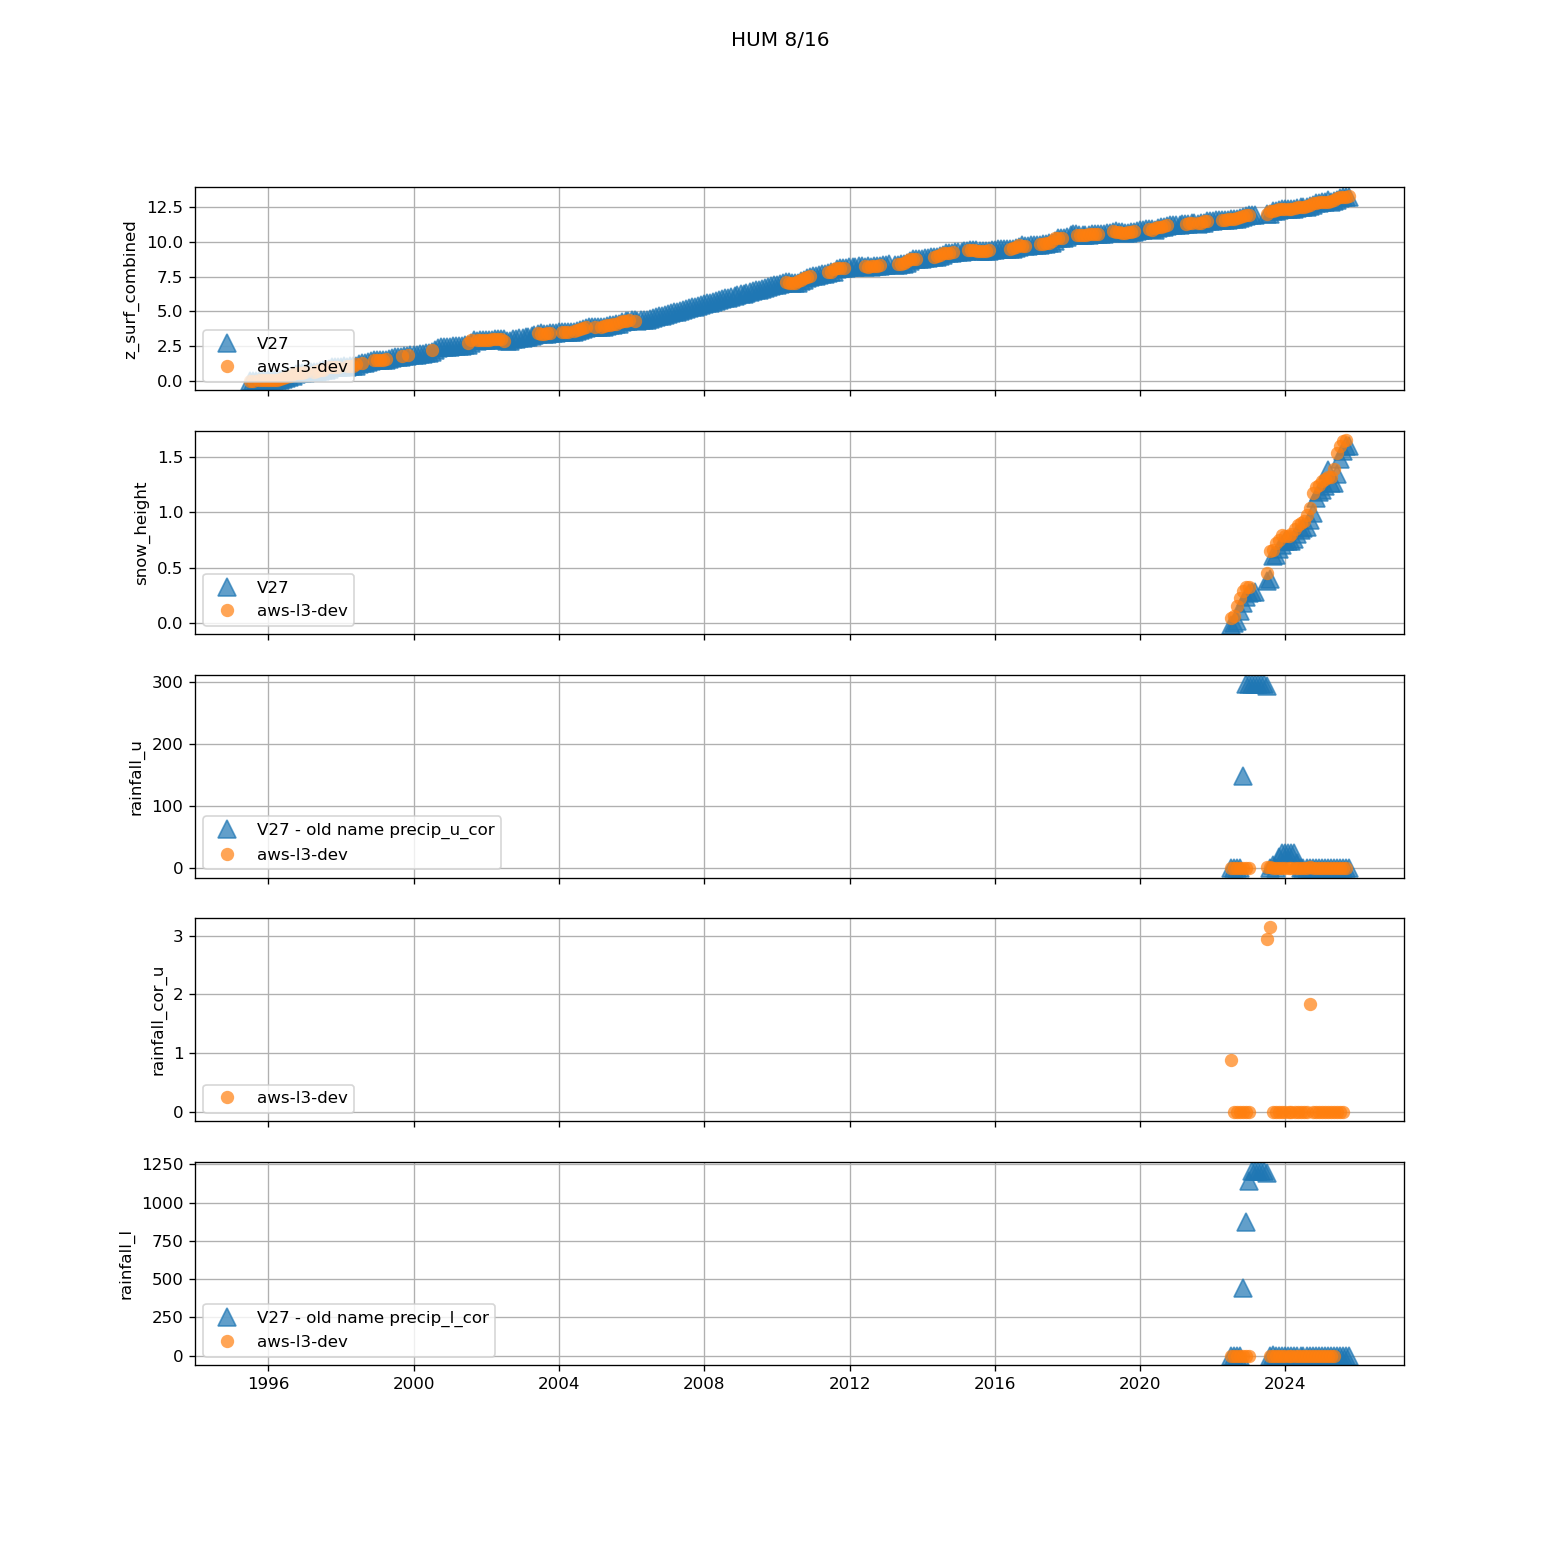 HUM 8/16
z_surf_combined
12.5
10.0
7.5
5.0
2.5
0.0
V27
aws-l3-dev
snow_height
1.5
1.0
0.5
0.0
V27
aws-l3-dev
rainfall_u
300
200
100
0
V27 - old name precip_u_cor
aws-l3-dev
rainfall_cor_u
3
2
1
0
aws-l3-dev
rainfall_l
1250
1000
750
500
250
0
V27 - old name precip_l_cor
aws-l3-dev
1996 2000 2004 2008 2012 2016 2020 2024